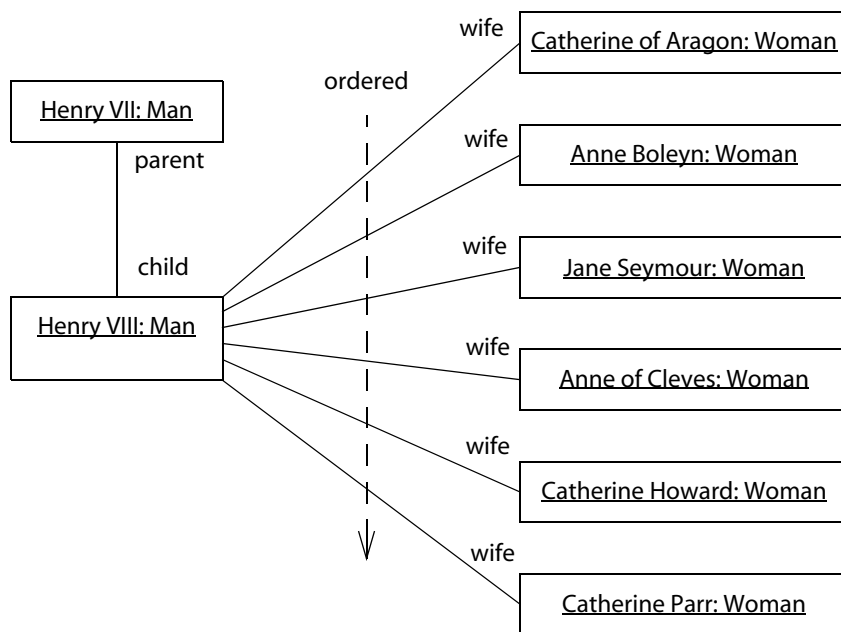 wife
Catherine of Aragon: Woman
ordered
Henry VII: Man
parent
wife
Anne Boleyn: Woman
child
wife
Jane Seymour: Woman
Henry VIII: Man
wife
Anne of Cleves: Woman
wife
Catherine Howard: Woman
wife
Catherine Parr: Woman